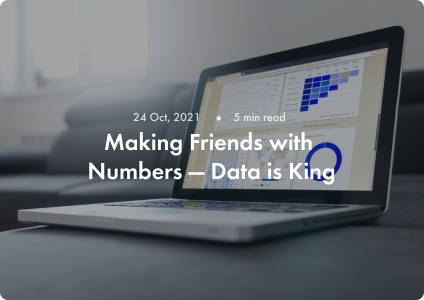 24 Oct, 2021 • 5 min read
Making Friends with
Numbers — Data is King